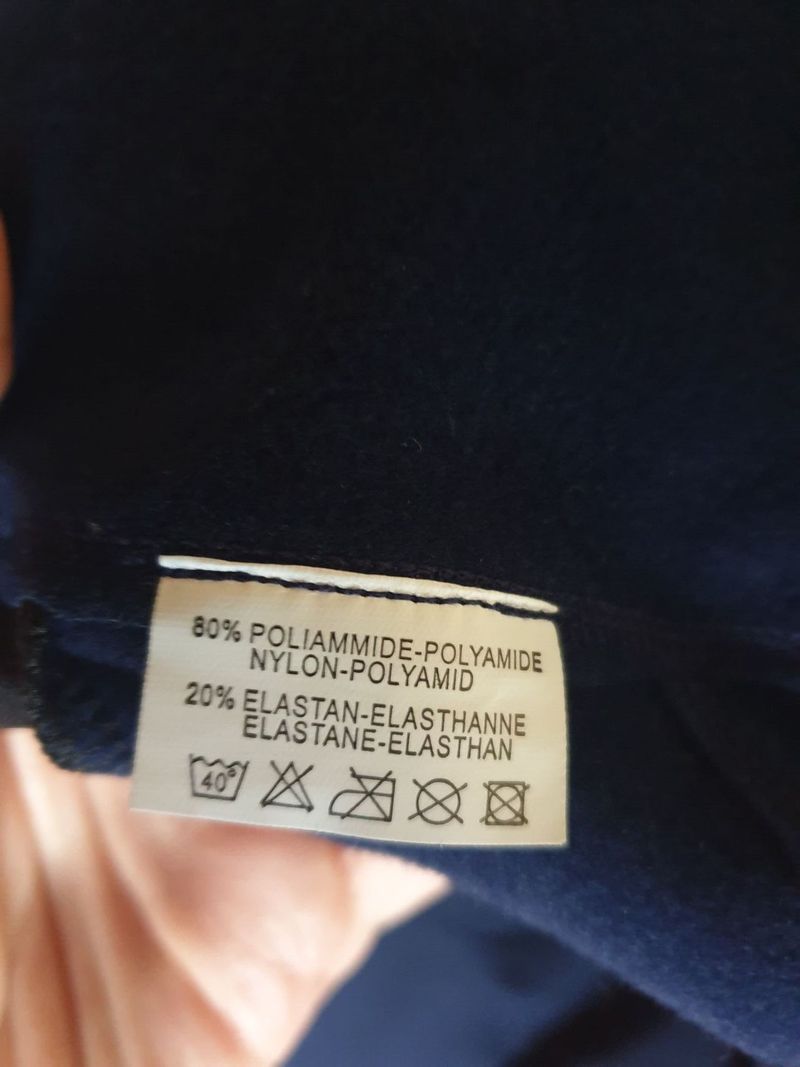 80% POLIAMMIDE-POLYAMIDE
NYLON-POLYAMID
20% ELASTAN-ELASTHANNE
ELASTANE-ELASTHAN
40°